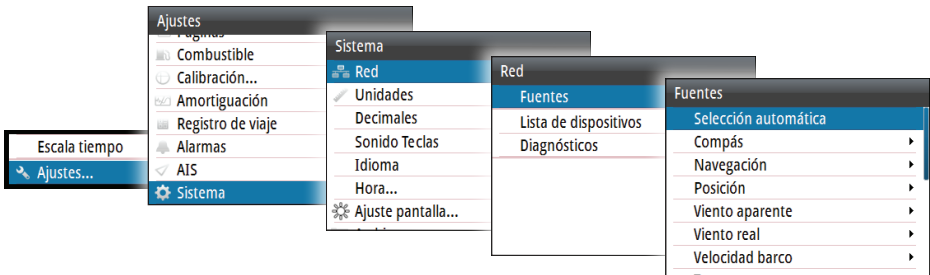 Escala tiempo
Ajustes...
Ajustes
Páginas
Combustible
Calibración...
Amortiguación
Registro de viaje
Alarmas
AIS
Sistema
Sistema
Red
Unidades
Decimales
Sonido Teclas
Idioma
Hora...
Ajuste pantalla...
Red
Fuentes
Lista de dispositivos
Diagnósticos
Fuentes
Selección automática
Compás
Navegación
Posición
Viento aparente
Viento real
Velocidad barco